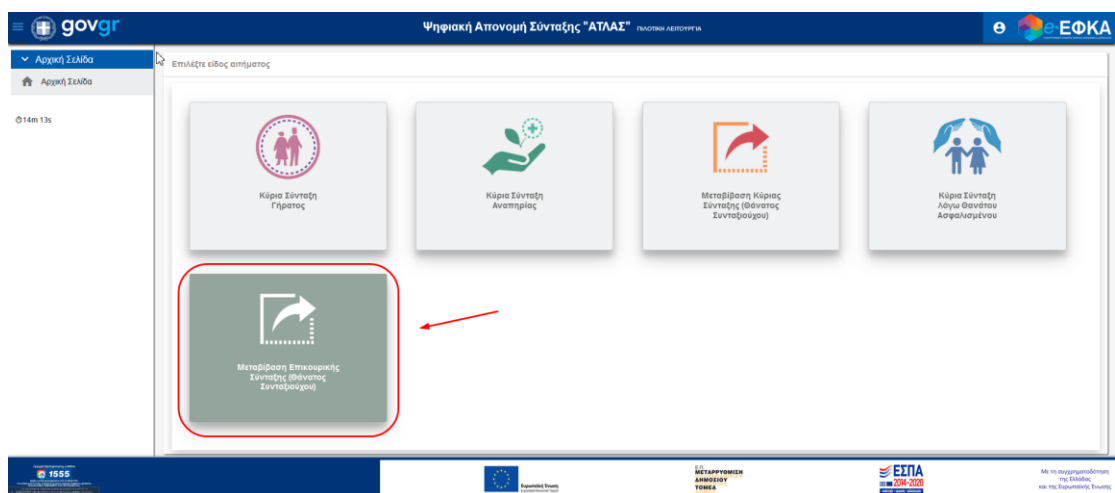 govgr
Ψηφιακή Απονομή Σύνταξης "ΑΤΛΑΣ" ΠΙΛΟΤΙΚΗ ΛΕΙΤΟΥΡΓΙΑ
e-ΕΦΚΑ
Αρχική Σελίδα
Αρχική Σελίδα
14m 13s
Επιλέξτε είδος αιτήματος
Κύρια Σύνταξη
Γήρατος
Κύρια Σύνταξη
Αναπηρίας
Μεταβίβαση Κύριας
Σύνταξης (Θάνατος
Συνταξιούχου)
Κύρια Σύνταξη
Λόγω Θανάτου
Ασφαλισμένου
Μεταβίβαση Επικουρικής
Σύνταξης (Θάνατος
Συνταξιούχου)
1555
Ευρωπαϊκή Ένωση
Ε.Π.
ΜΕΤΑΡΡΥΘΜΙΣΗ
ΔΗΜΟΣΙΟΥ
ΤΟΜΕΑ
ΕΣΠΑ
2014-2020
Με τη συγχρηματοδότηση
της Ελλάδας
και της Ευρωπαϊκής Ένωσης